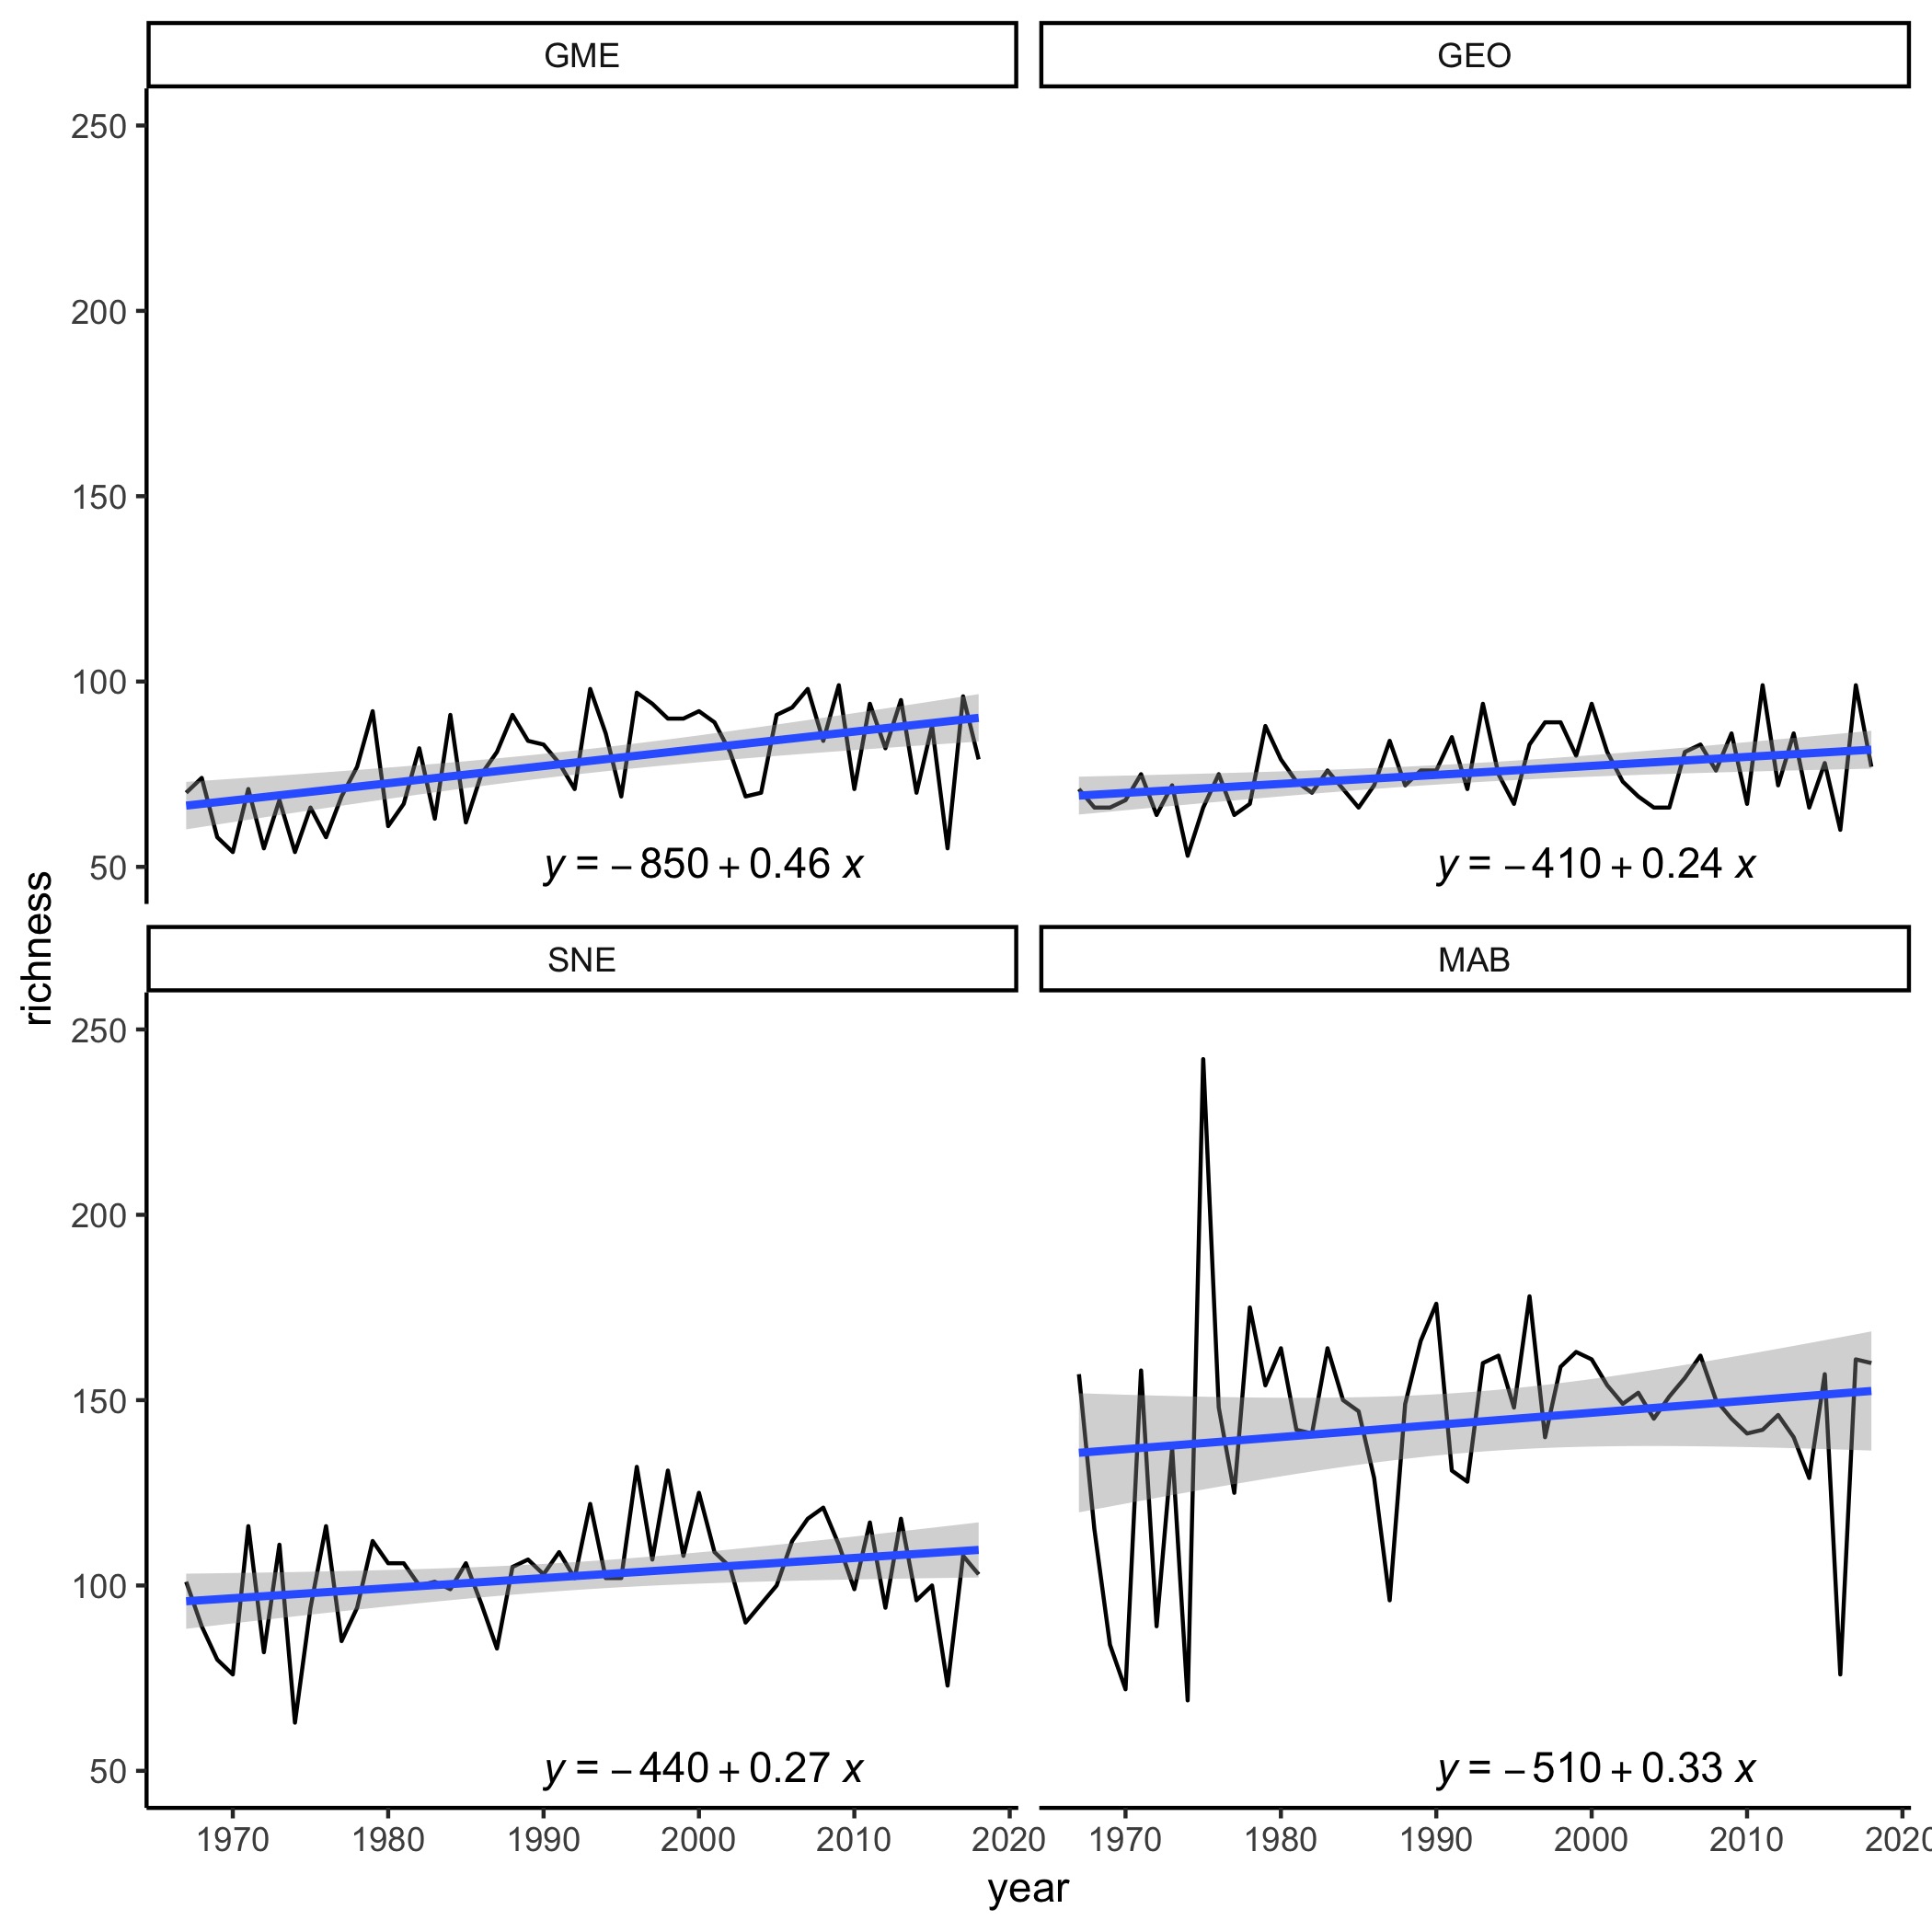 GME
GEO
250
200
150
100
50
y = −850 + 0.46 x
y = −410 + 0.24 x
richness
SNE
MAB
250
200
150
100
50
y = −440 + 0.27 x
y = −510 + 0.33 x
1970 1980 1990 2000 2010 2020 1970 1980 1990 2000 2010 2020
year